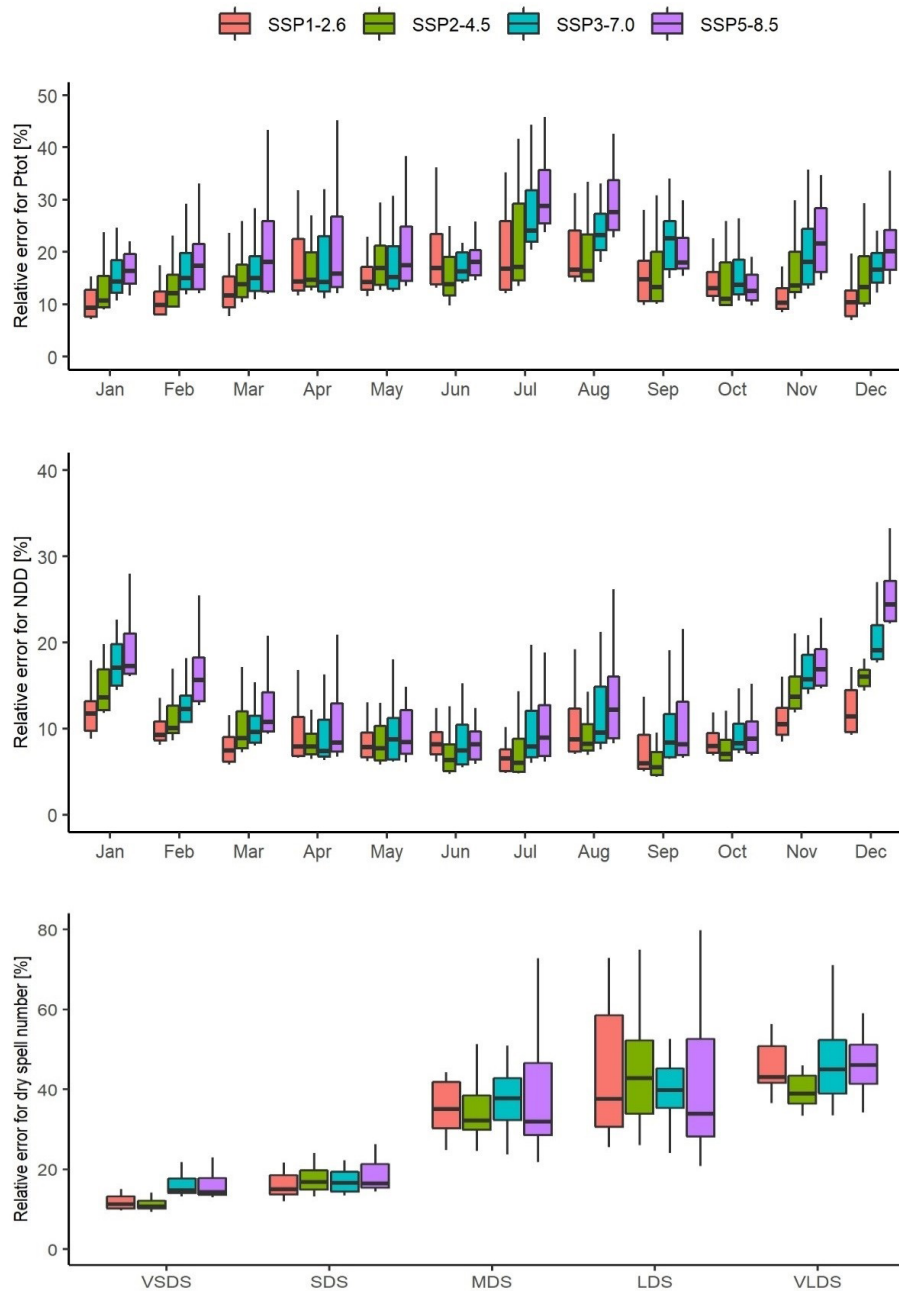 SSP1-2.6 SSP2-4.5 SSP3-7.0 SSP5-8.5
Relative error for Ptot [%]
50
40
30
20
10
0
Jan Feb Mar Apr May Jun Jul Aug Sep Oct Nov Dec
Relative error for NDD [%]
40
30
20
10
0
Jan Feb Mar Apr May Jun Jul Aug Sep Oct Nov Dec
Relative error for dry spell number [%]
80
60
40
20
0
VSDS SDS MDS LDS VLDS